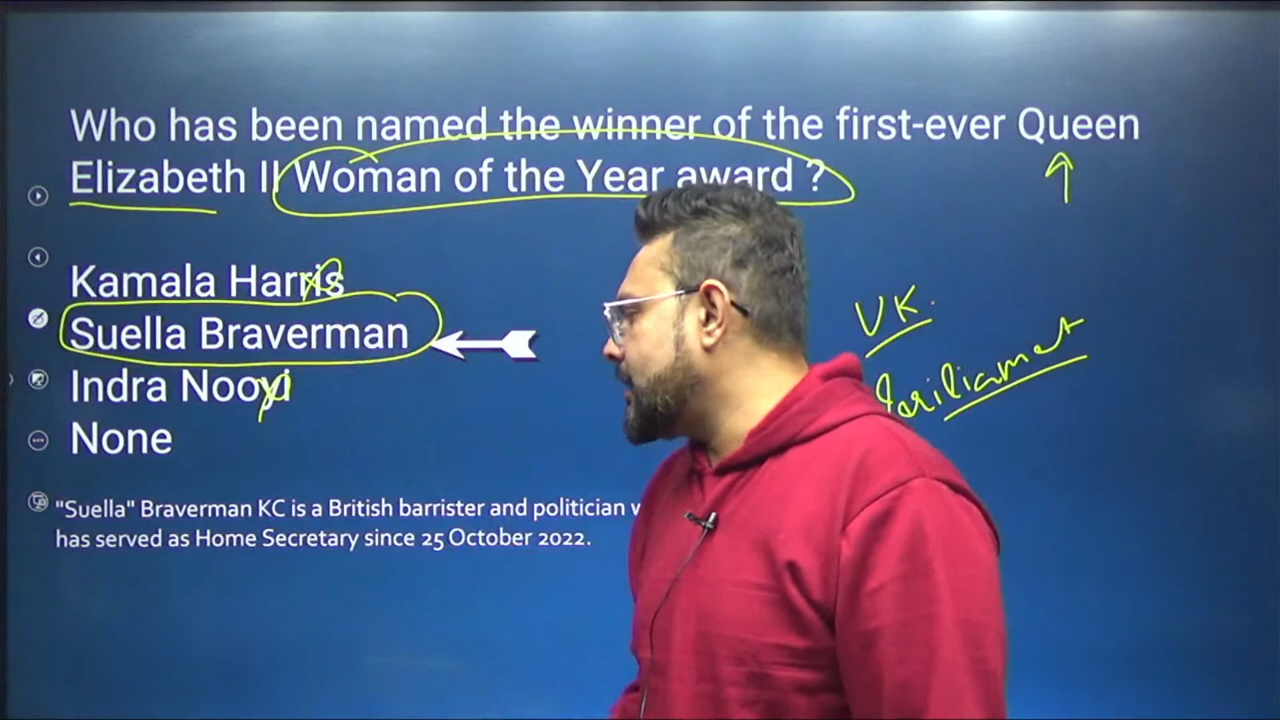 Who has been named the winner of the first-ever Queen
Elizabeth II Woman of the Year award ?
Kamala Harris
Suella Braverman
Indra Nooyi
None
"Suella" Braverman KC is a British barrister and politician
has served as Home Secretary since 25 October 2022.
UK.
Periliamet